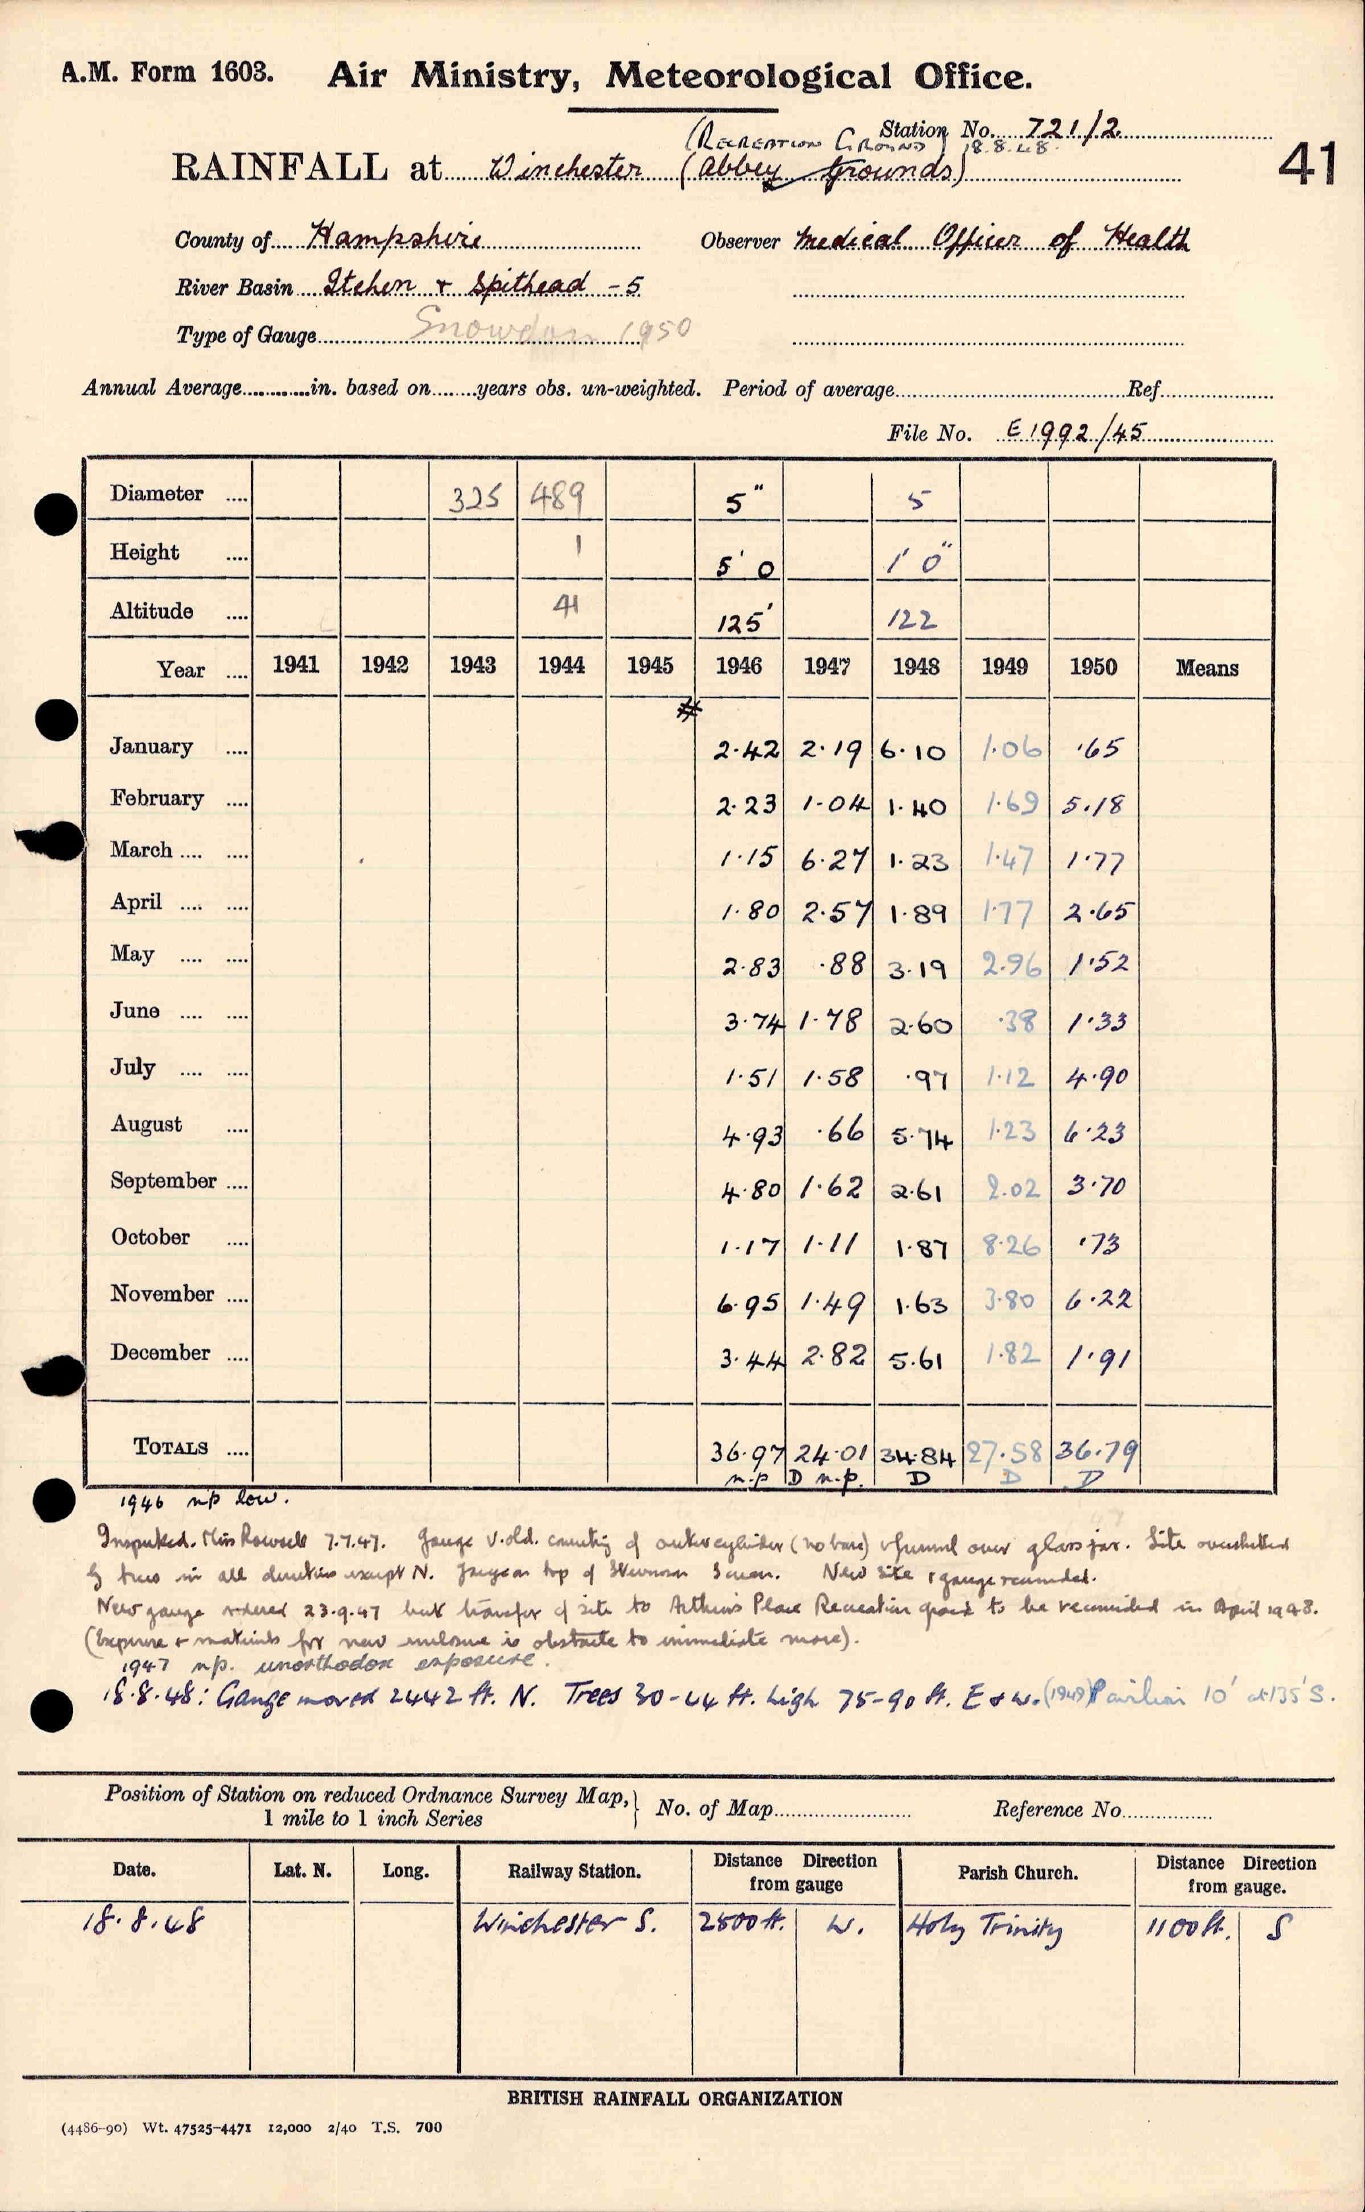 A.M. Form 1603. Air Ministry, Meteorological Office.
Station No. 721/2
(RECREATION GROUND) 18.8.48.
41
RAINFALL at Winchester (Abbey Grounds)
County of Hampshire Observer Medical Officer of Health
River Basin Itchen + Spithead - 5
Type of Gauge Snowdon 1950
Annual Average in. based on years obs. un-weighted. Period of average Ref.
File No. E1992/45
Diameter 325 489 5" 5
Height 1 5' 0 1' 0"
Altitude 41 125' 122
Year 1941 1942 1943 1944 1945 1946 1947 1948 1949 1950 Means
#
January 2.42 2.19 6.10 1.06 .65
February 2.23 1.04 1.40 1.69 5.18
March 1.15 6.27 1.23 1.47 1.77
April 1.80 2.57 1.89 1.77 2.65
May 2.83 .88 3.19 2.96 1.52
June 3.74 1.78 2.60 .38 1.33
July 1.51 1.58 .97 1.12 4.90
August 4.93 .66 5.74 1.23 6.23
September 4.80 1.62 2.61 2.02 3.70
October 1.17 1.11 1.87 8.26 .73
November 6.95 1.49 1.63 3.80 6.22
December 3.44 2.82 5.61 1.82 1.91
TOTALS 36.97 24.01 34.84 27.58 36.79
n.p D n.p. D D D
1946 np low.
Inspected. Miss Rowsell 7.7.47. Gauge v.old. of outer cylinder (no base) + funnel over glass jar. Site oversheltered
by trees in all directions except N. top of Screen. New site + gauge
New gauge ordered 23.9.47 but transfer of site to Place Recreation ground to be in April 1948.
(Expense + materials for new enclosure is obstacle to immediate move).
1947 np. unorthodox exposure.
18.8.48: Gauge moved 2442 ft. N. Trees 30-44 ft. high 75-90 ft. E + W. (1949) Pavilion 10' at 135' S.
Position of Station on reduced Ordnance Survey Map, 1 mile to 1 inch Series } No. of Map Reference No.
Date. Lat. N. Long. Railway Station. Distance Direction from gauge Parish Church. Distance Direction from gauge.
18.8.48 Winchester S. 2800 ft. W. Holy Trinity 1100 ft. S
BRITISH RAINFALL ORGANIZATION
(4486-90) Wt. 47525-4471 12,000 2/40 T.S. 700